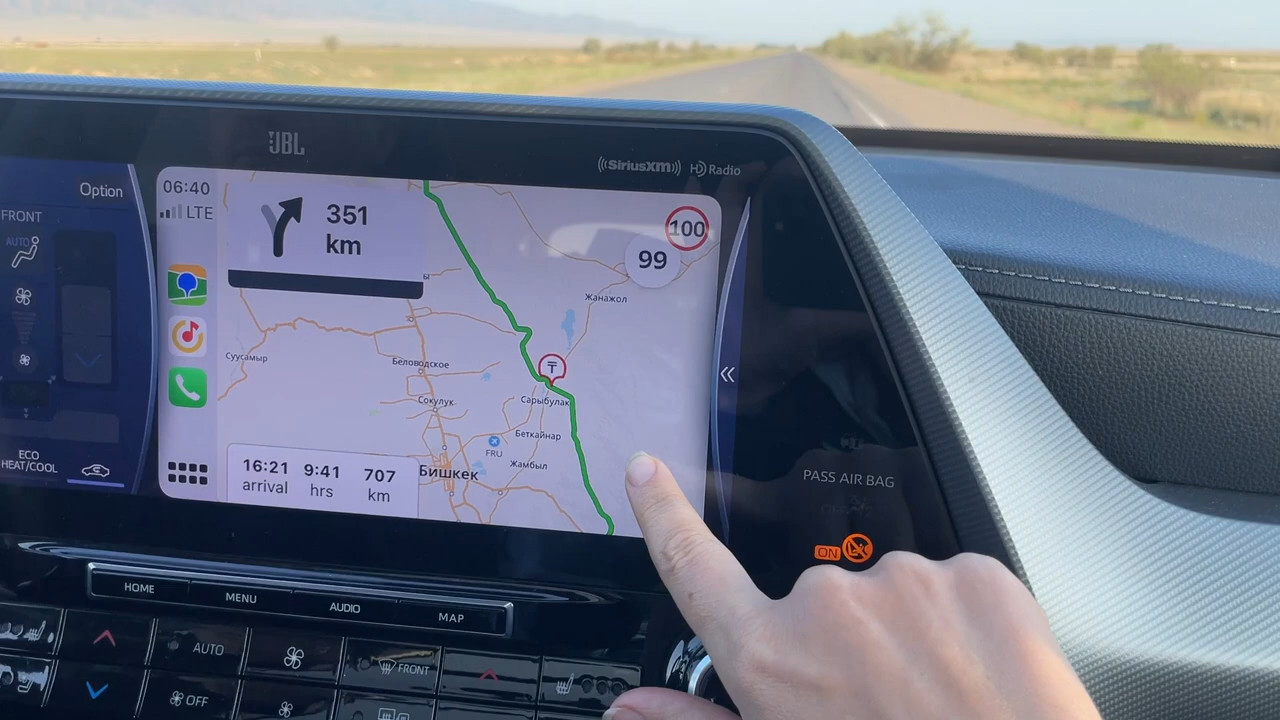 JBL
SiriusXM
HD Radio
Option
FRONT
AUTO
ECO
HEAT/COOL
06:40
LTE
351
km
100
99
ы
Жанажол
Суусамыр
Беловодское
₸
Сокулук
Сарыбулак
Беткайнар
FRU
Жамбыл
Бишкек
16:21
arrival
9:41
hrs
707
km
PASS AIR BAG
ON
HOME
MENU
AUDIO
MAP
AUTO
FRONT
OFF